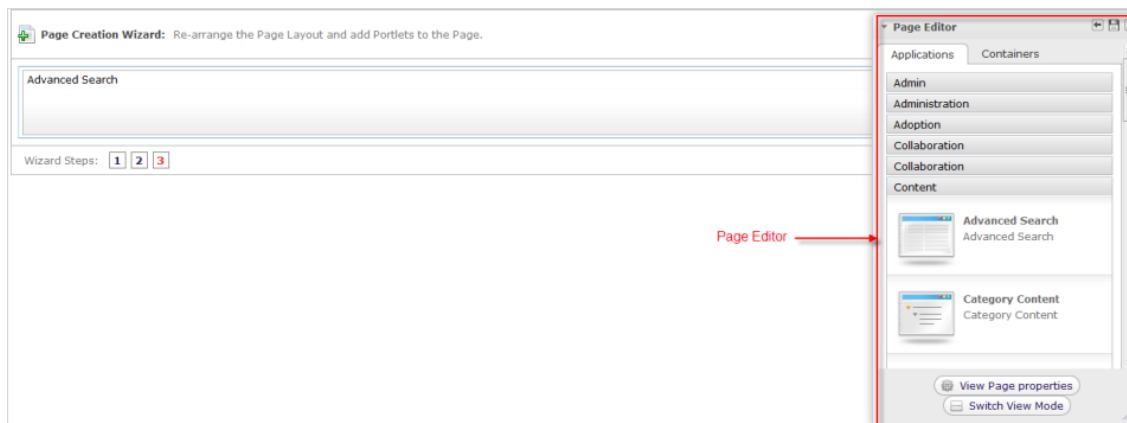 Page Creation Wizard: Re-arrange the Page Layout and add Portlets to the Page.
Advanced Search
Wizard Steps: 1 2 3
Page Editor
Page Editor
Applications Containers
Admin
Administration
Adoption
Collaboration
Collaboration
Content
Advanced Search
Advanced Search
Category Content
Category Content
View Page properties
Switch View Mode